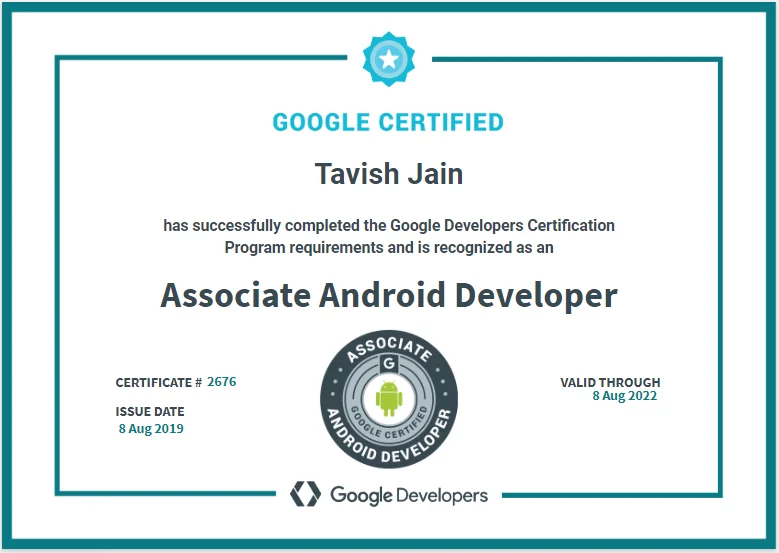 GOOGLE CERTIFIED
Tavish Jain
has successfully completed the Google Developers Certification
Program requirements and is recognized as an
Associate Android Developer
CERTIFICATE # 2676
ISSUE DATE
8 Aug 2019
ASSOCIATE
G
GOOGLE CERTIFIED
ANDROID DEVELOPER
VALID THROUGH
8 Aug 2022
Google Developers